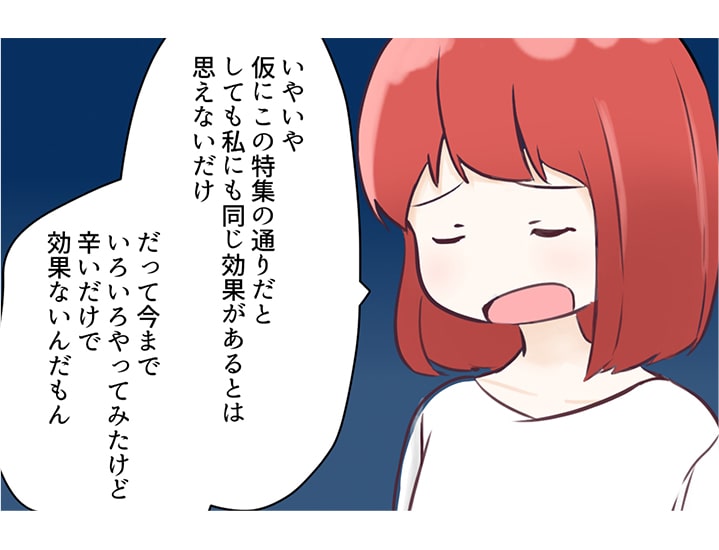 いやいや
仮にこの特集の通りだと
しても私にも同じ効果があるとは
思えないだけ
だって今まで
いろいろやってみたけど
辛いだけで
効果ないんだもん